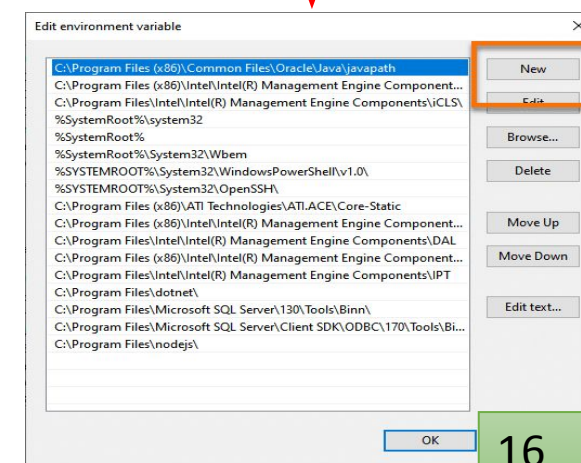 Edit environment variable
C:\Program Files (x86)\Common Files\Oracle\Java\javapath
C:\Program Files (x86)\Intel\Intel(R) Management Engine Component...
C:\Program Files\Intel\Intel(R) Management Engine Components\iCLS\
%SystemRoot%\system32
%SystemRoot%
%SystemRoot%\System32\Wbem
%SYSTEMROOT%\System32\WindowsPowerShell\v1.0\
%SYSTEMROOT%\System32\OpenSSH\
C:\Program Files (x86)\ATI Technologies\ATI.ACE\Core-Static
C:\Program Files (x86)\Intel\Intel(R) Management Engine Component...
C:\Program Files\Intel\Intel(R) Management Engine Components\DAL
C:\Program Files (x86)\Intel\Intel(R) Management Engine Component...
C:\Program Files\Intel\Intel(R) Management Engine Components\IPT
C:\Program Files\dotnet\
C:\Program Files\Microsoft SQL Server\130\Tools\Binn\
C:\Program Files\Microsoft SQL Server\Client SDK\ODBC\170\Tools\Bi...
C:\Program Files\nodejs\
New
Edit
Browse...
Delete
Move Up
Move Down
Edit text...
OK
16